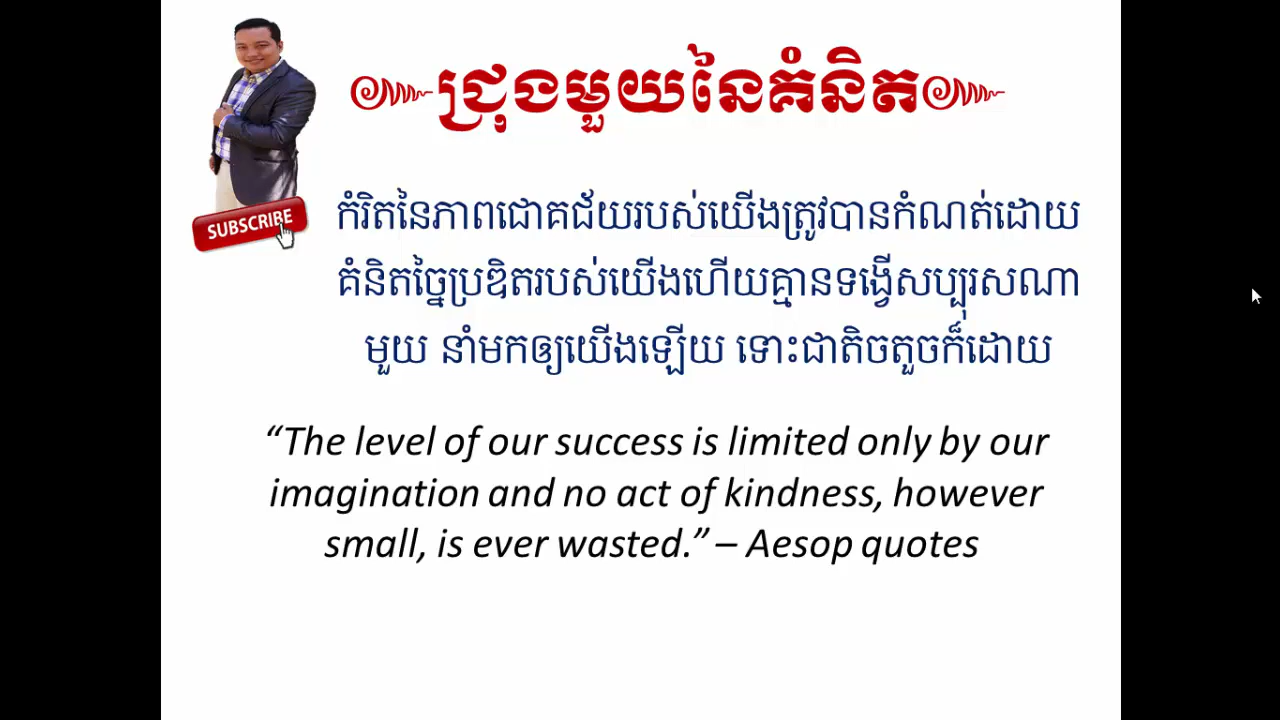 ជ្រុងមួយនៃគំនិត
SUBSCRIBE
កំរិតនៃភាពជោគជ័យរបស់យើងត្រូវបានកំណត់ដោយ
គំនិតច្នៃប្រឌិតរបស់យើងហើយគ្មានទង្វើសប្បុរសណា
មួយ នាំមកឲ្យយើងឡើយ ទោះជាតិចតួចក៏ដោយ
“The level of our success is limited only by our
imagination and no act of kindness, however
small, is ever wasted.” – Aesop quotes